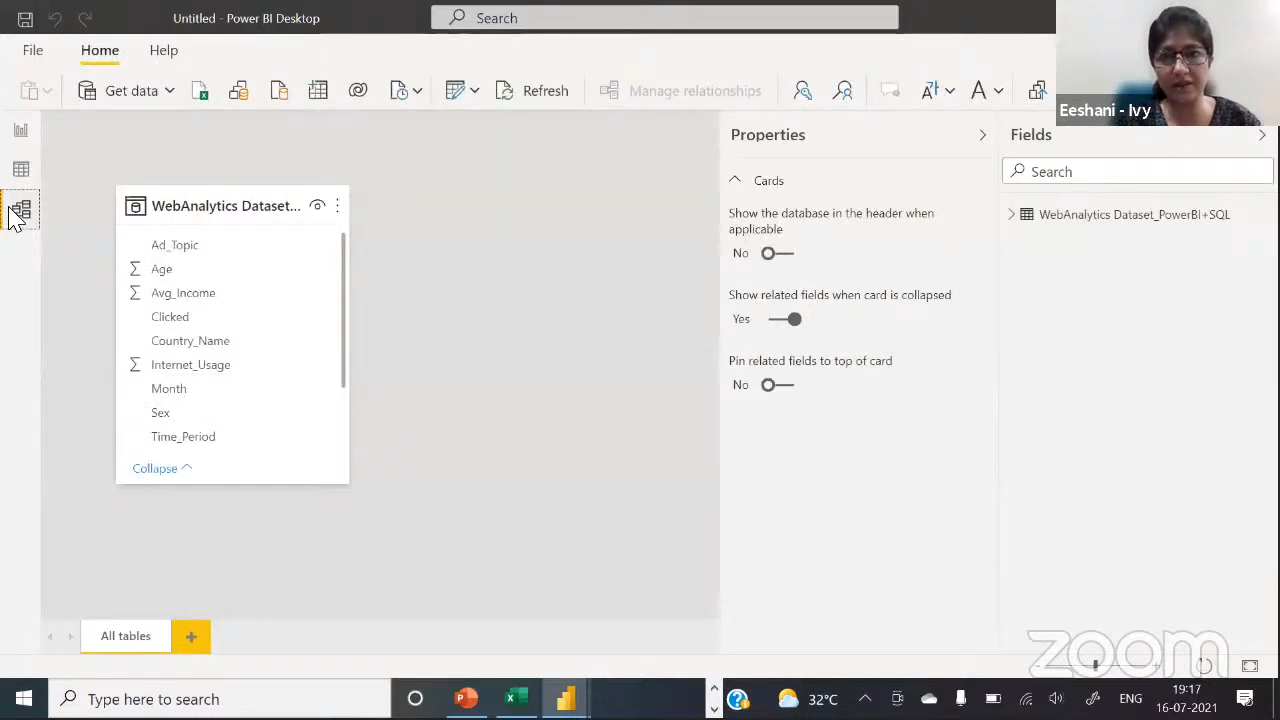 Untitled - Power BI Desktop
Search
File
Home
Help
Get data
Refresh
Manage relationships
Eeshani - Ivy
WebAnalytics Dataset...
Ad_Topic
Age
Avg_Income
Clicked
Country_Name
Internet_Usage
Month
Sex
Time_Period
Collapse
Properties
Cards
Show the database in the header when
applicable
No
Show related fields when card is collapsed
Yes
Pin related fields to top of card
No
Fields
Search
WebAnalytics Dataset_PowerBI+SQL
All tables
zoom
Type here to search
32°C
ENG
19:17
16-07-2021